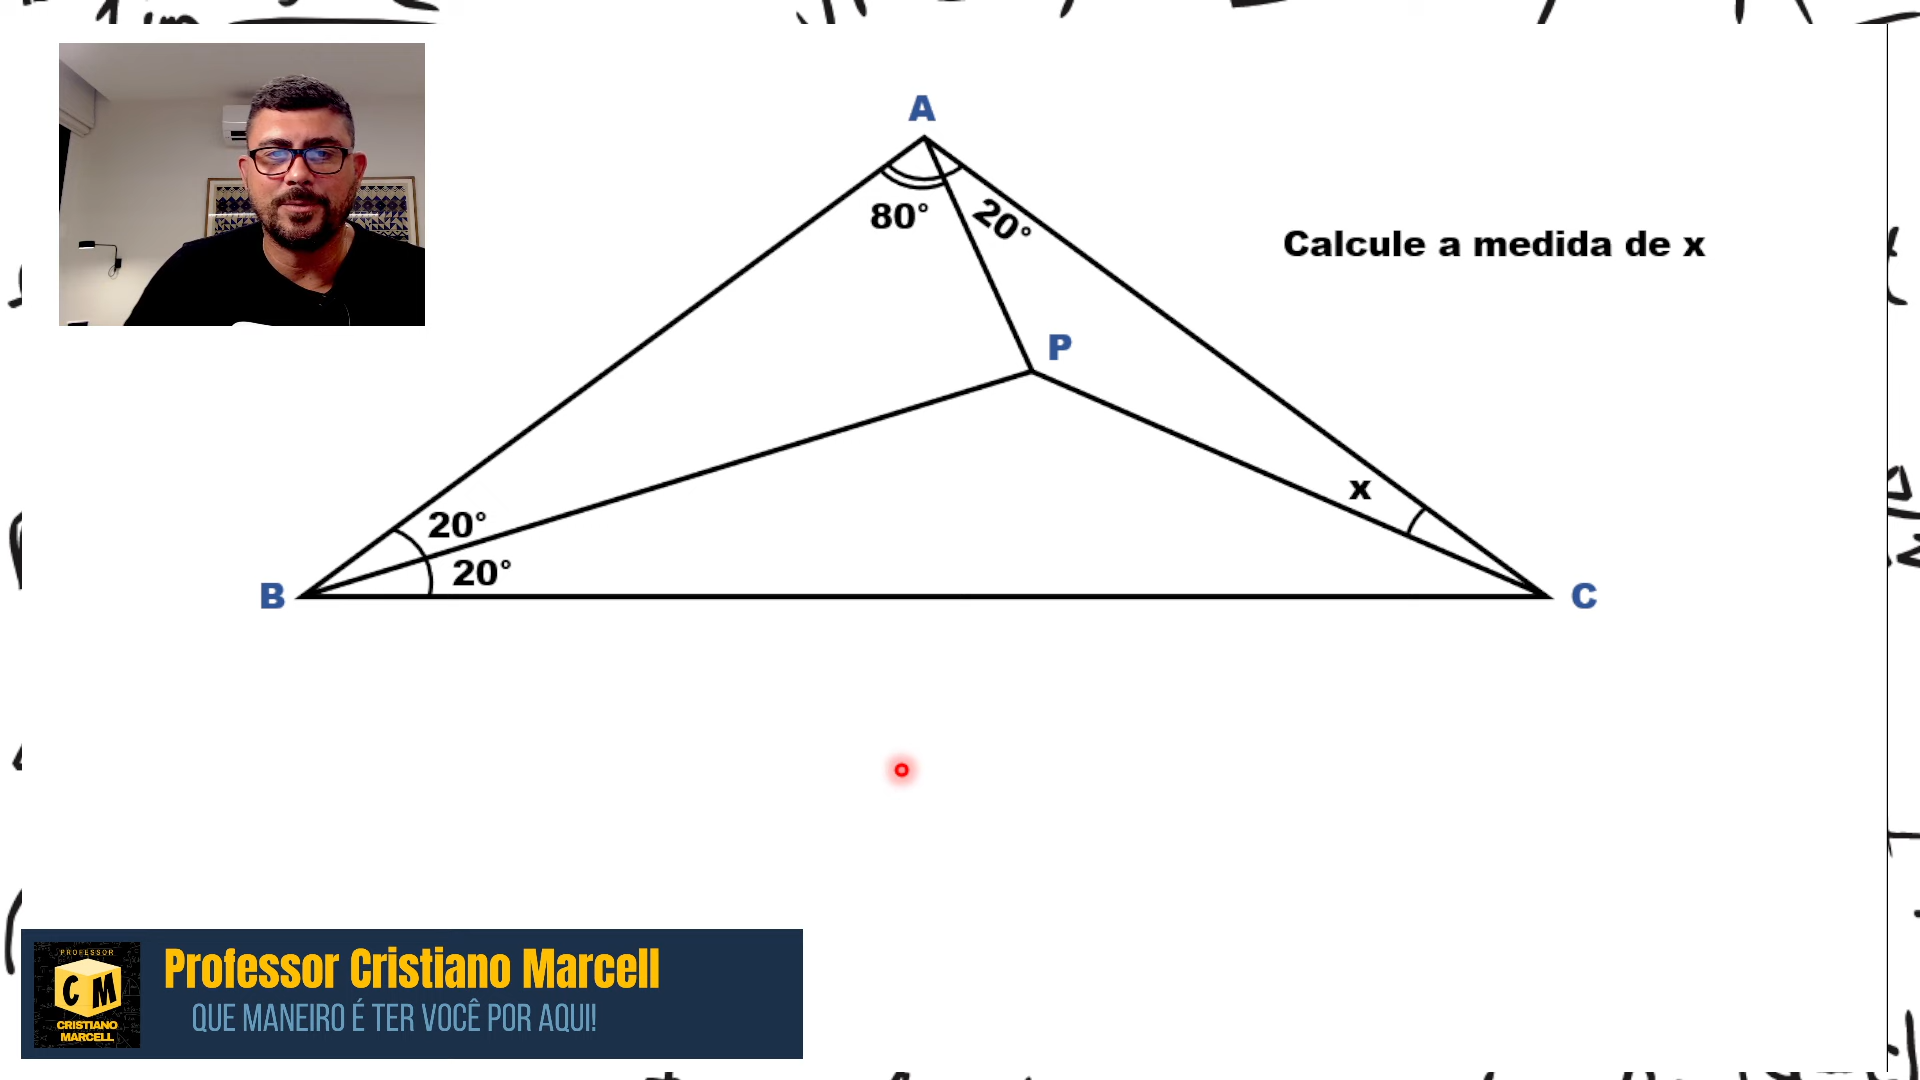 A
80°
20°
Calcule a medida de x
P
x
20°
20°
B
C
PROFESSOR
CM
CRISTIANO
MARCELL
Professor Cristiano Marcell
QUE MANEIRO É TER VOCÊ POR AQUI!